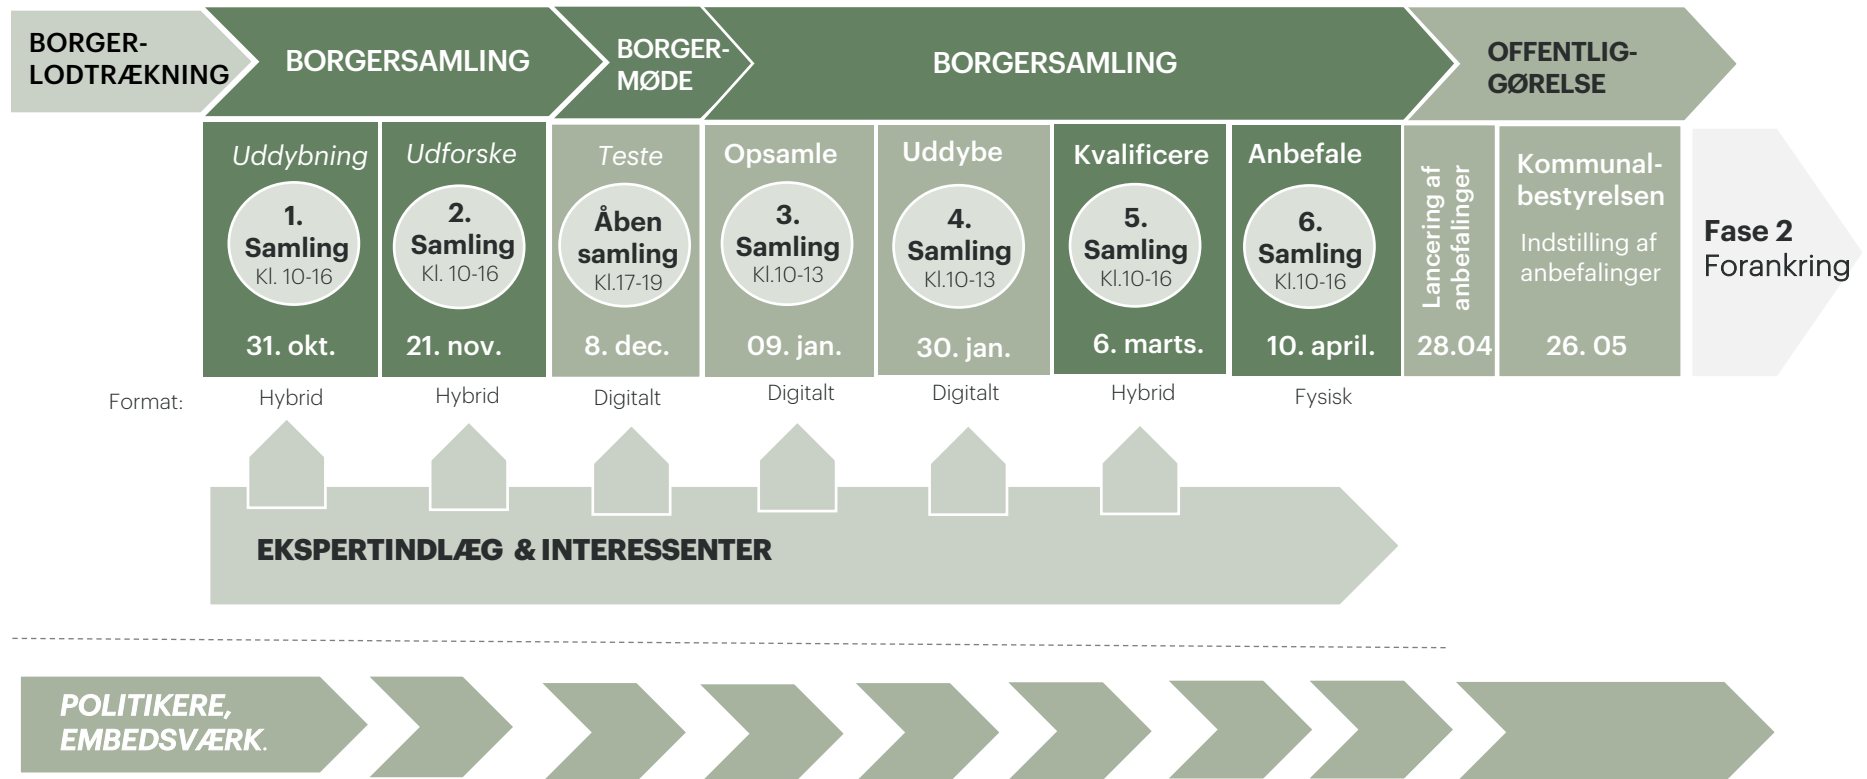 BORGER-
LODTRÆKNING
BORGERSAMLING
BORGER-
MØDE
BORGERSAMLING
OFFENTLIG-
GØRELSE
Uddybning
1.
Samling
Kl. 10-16
31. okt.
Udforske
2.
Samling
Kl. 10-16
21. nov.
Teste
Åben
samling
Kl.17-19
8. dec.
Opsamle
3.
Samling
Kl.10-13
09. jan.
Uddybe
4.
Samling
Kl.10-13
30. jan.
Kvalificere
5.
Samling
Kl.10-16
6. marts.
Anbefale
6.
Samling
Kl.10-16
10. april.
Lancering af
anbefalinger
28.04
Kommunal-
bestyrelsen
Indstilling af
anbefalinger
26. 05
Fase 2
Forankring
Format:
Hybrid
Hybrid
Digitalt
Digitalt
Digitalt
Hybrid
Fysisk
EKSPERTINDLÆG & INTERESSENTER
POLITIKERE,
EMBEDSVÆRK.